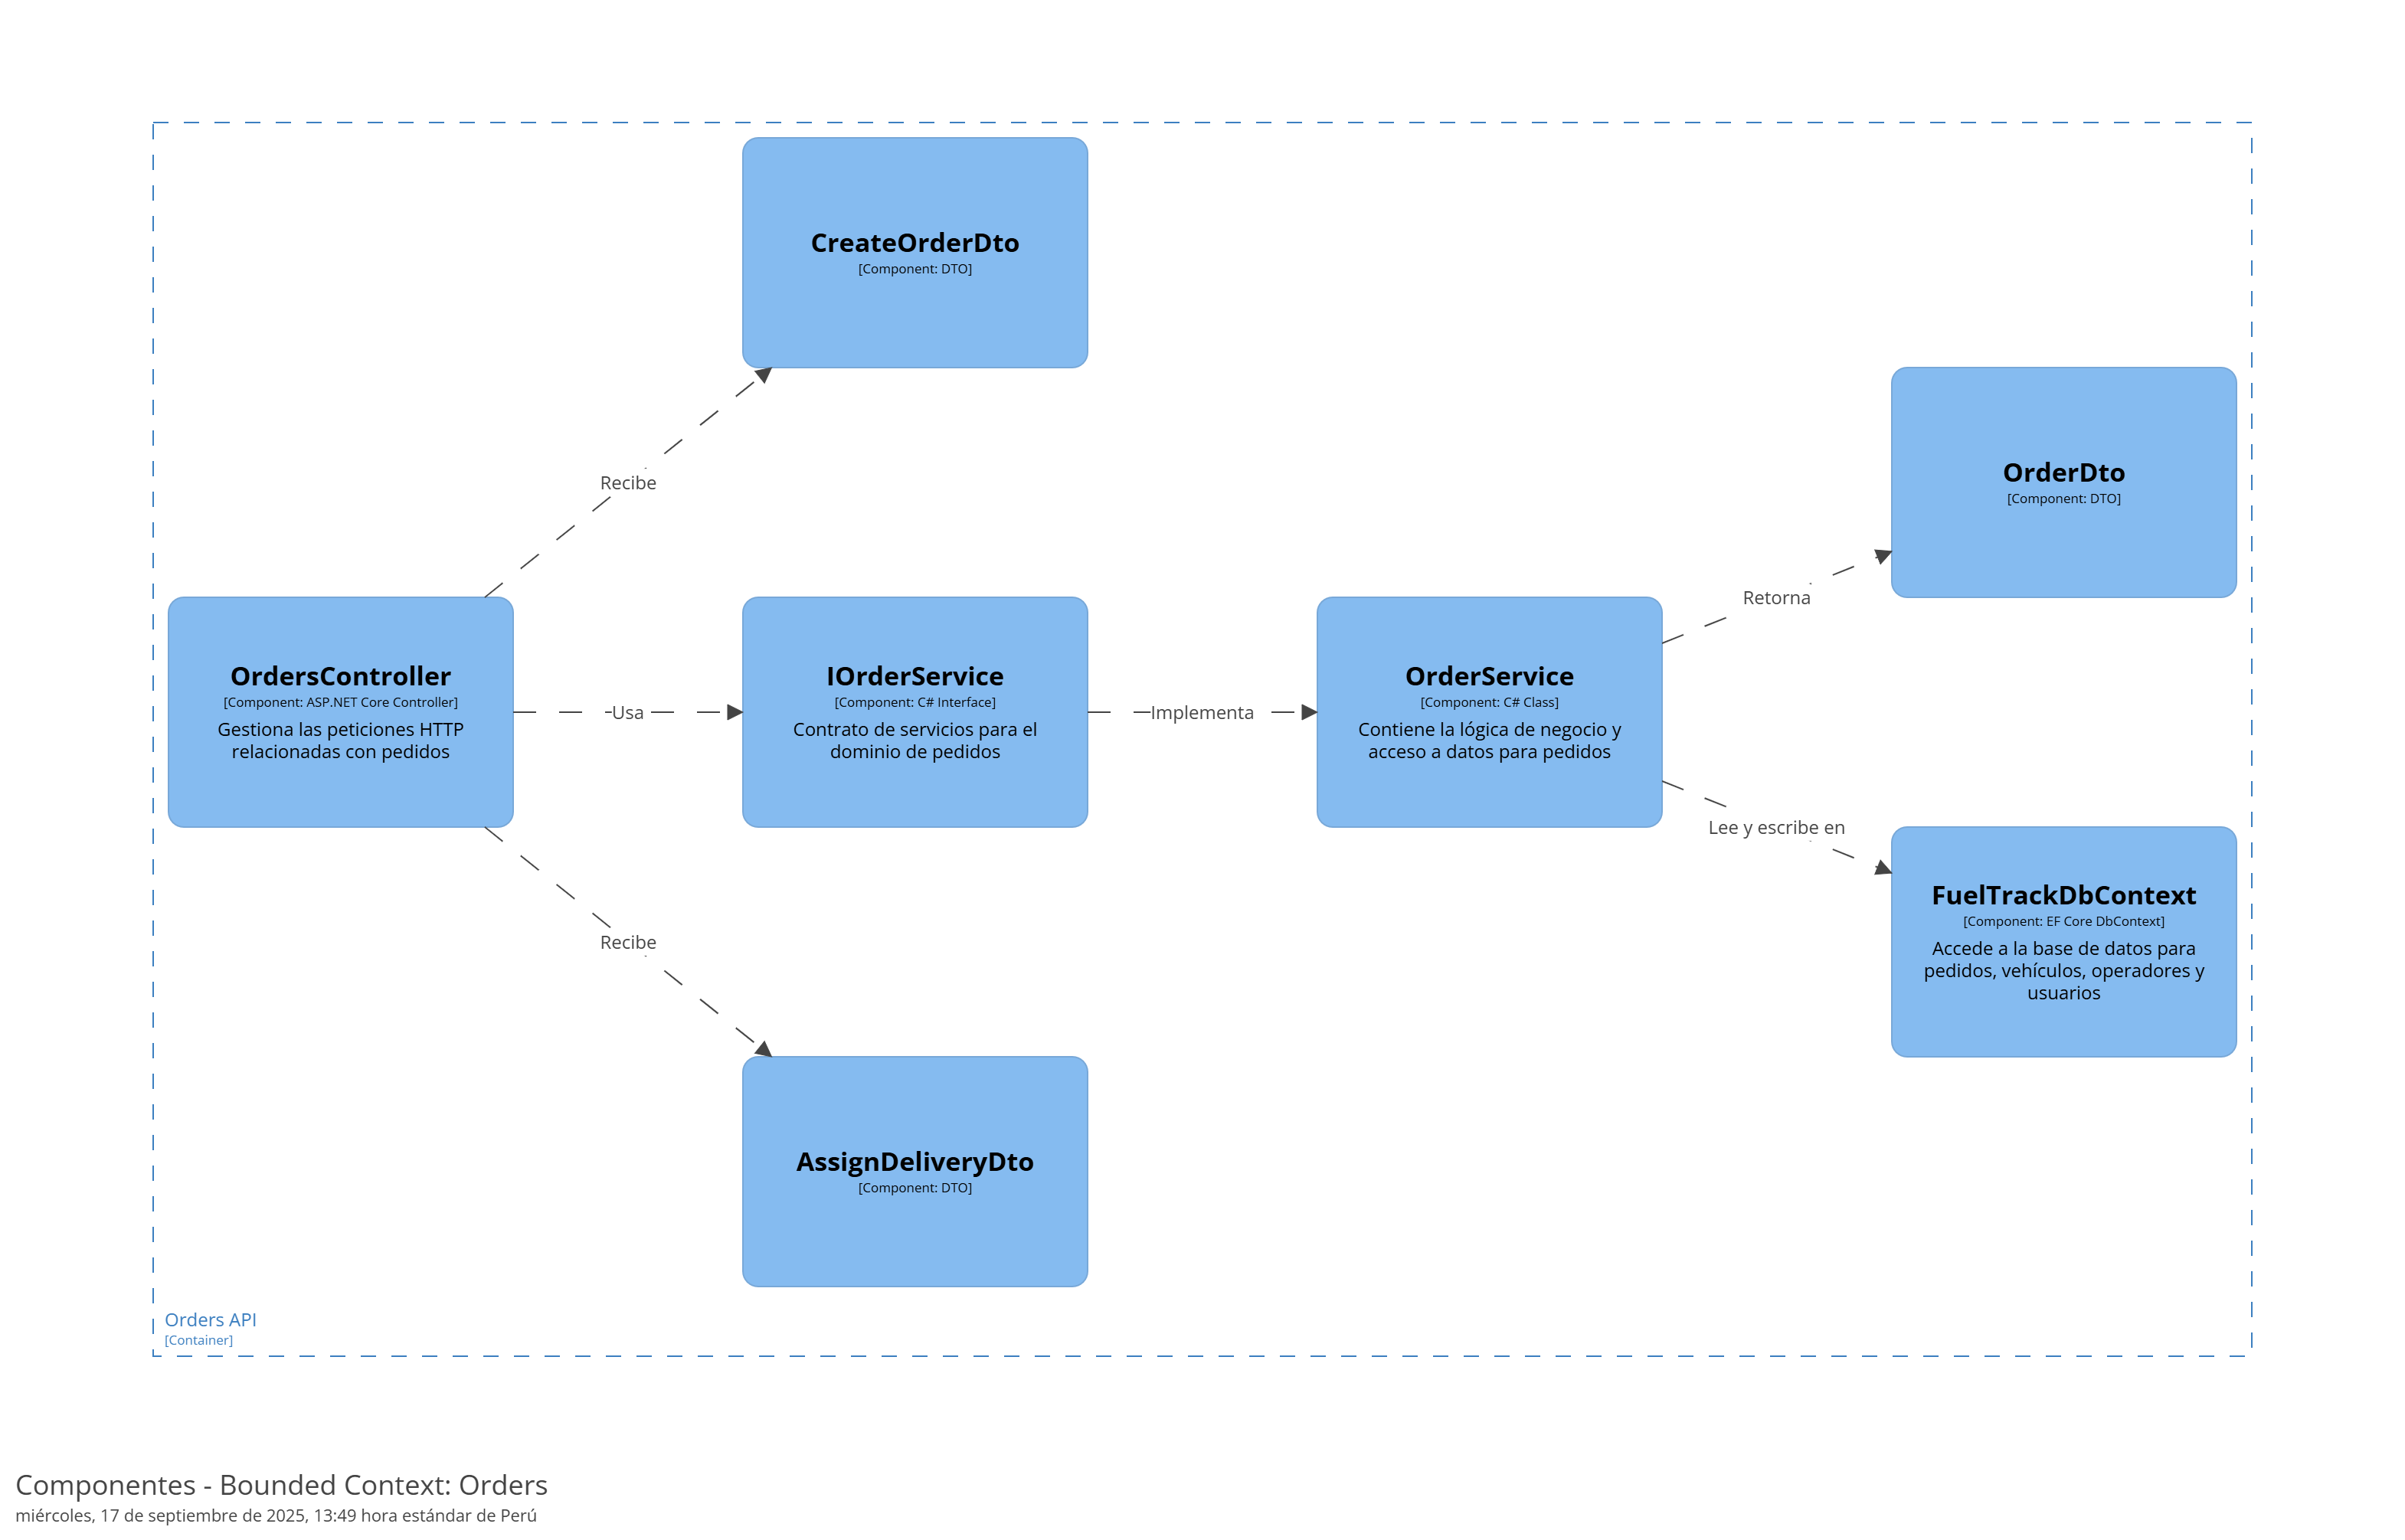 CreateOrderDto
[Component: DTO]
OrderDto
[Component: DTO]
Recibe
Retorna
OrdersController
[Component: ASP.NET Core Controller]
Gestiona las peticiones HTTP
relacionadas con pedidos
Usa
IOrderService
[Component: C# Interface]
Contrato de servicios para el
dominio de pedidos
Implementa
OrderService
[Component: C# Class]
Contiene la lógica de negocio y
acceso a datos para pedidos
Lee y escribe en
FuelTrackDbContext
[Component: EF Core DbContext]
Accede a la base de datos para
pedidos, vehículos, operadores y
usuarios
Recibe
AssignDeliveryDto
[Component: DTO]
Orders API
[Container]
Componentes - Bounded Context: Orders
miércoles, 17 de septiembre de 2025, 13:49 hora estándar de Perú